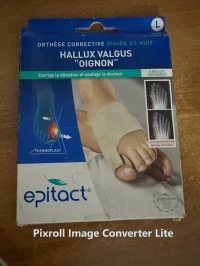 L
ORTHÈSE CORRECTIVE RIGIDE DE NUIT
HALLUX VALGUS
"OIGNON"
Corrige la déviation et soulage la douleur
THERMOPLAST
epitact®
Pixroll Image Converter Lite